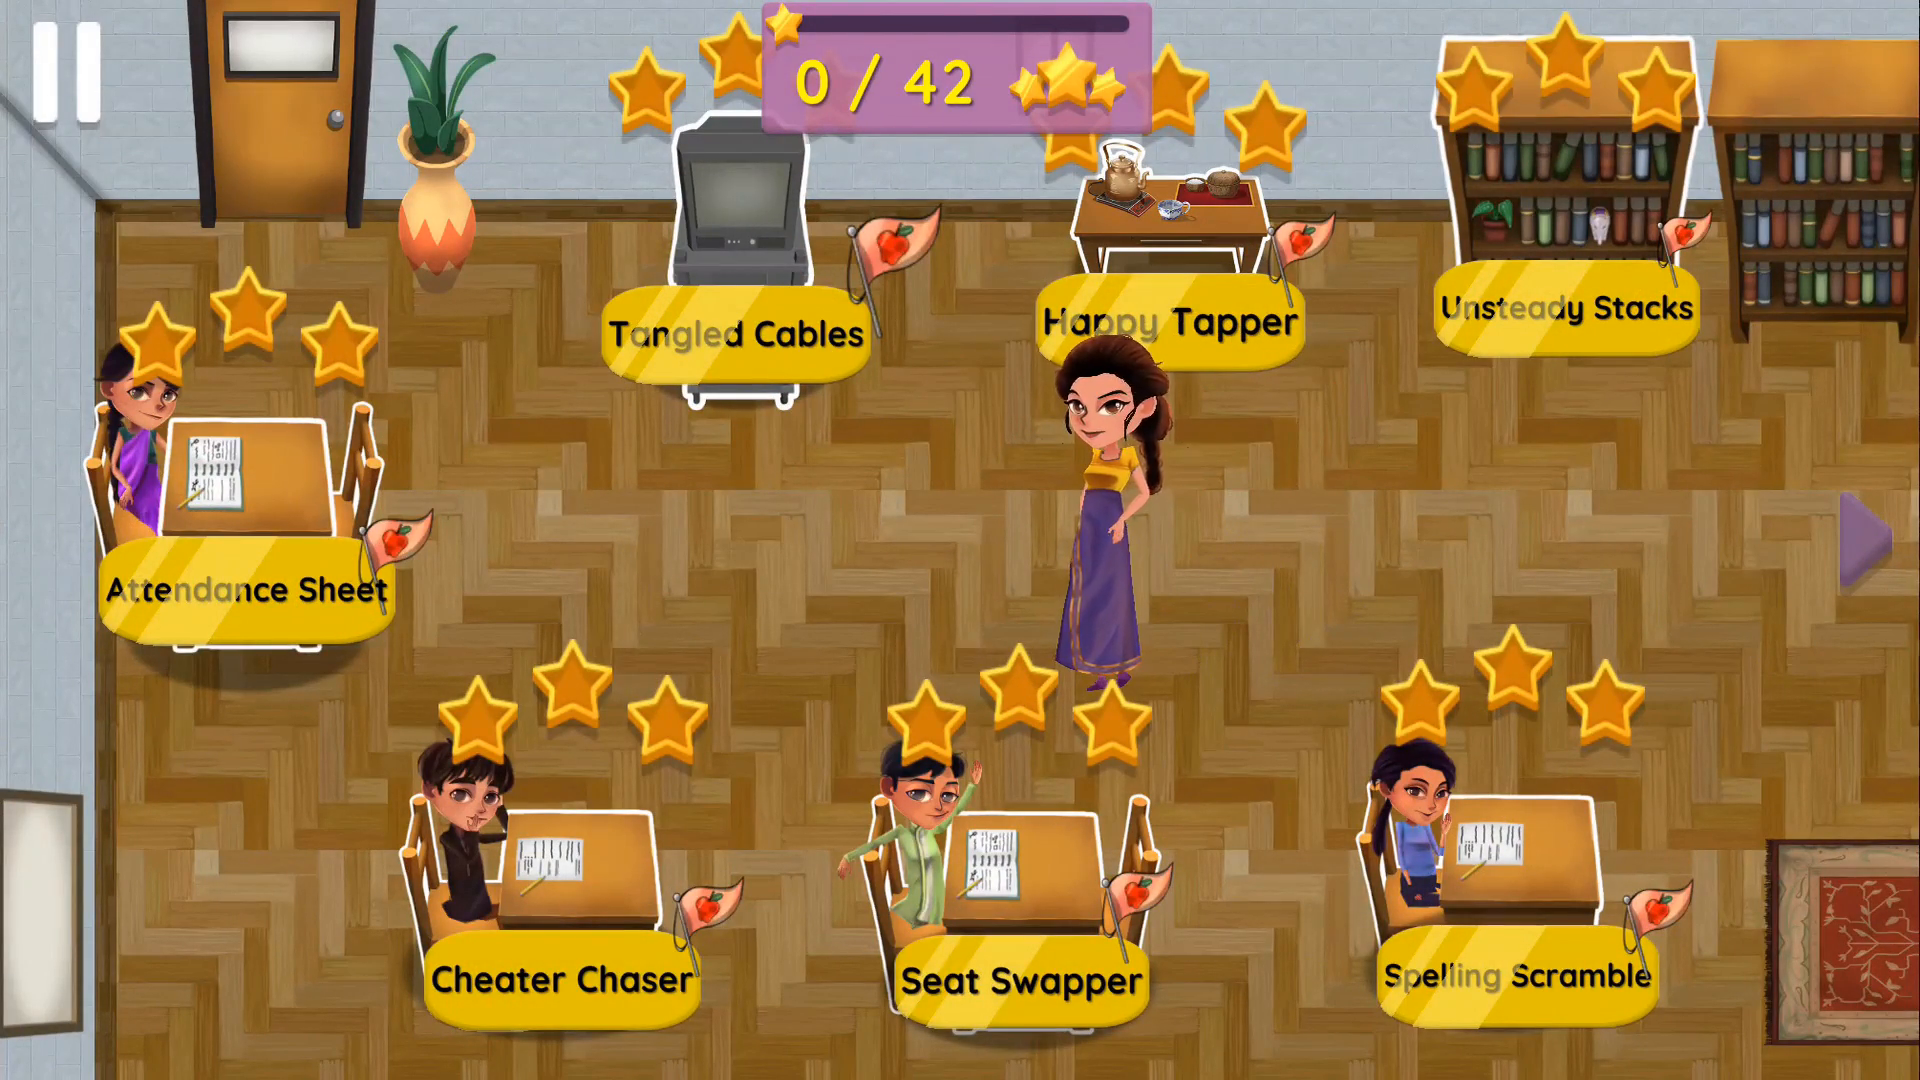 0 / 42
Tangled Cables
Happy Tapper
Unsteady Stacks
Attendance Sheet
Cheater Chaser
Seat Swapper
Spelling Scramble